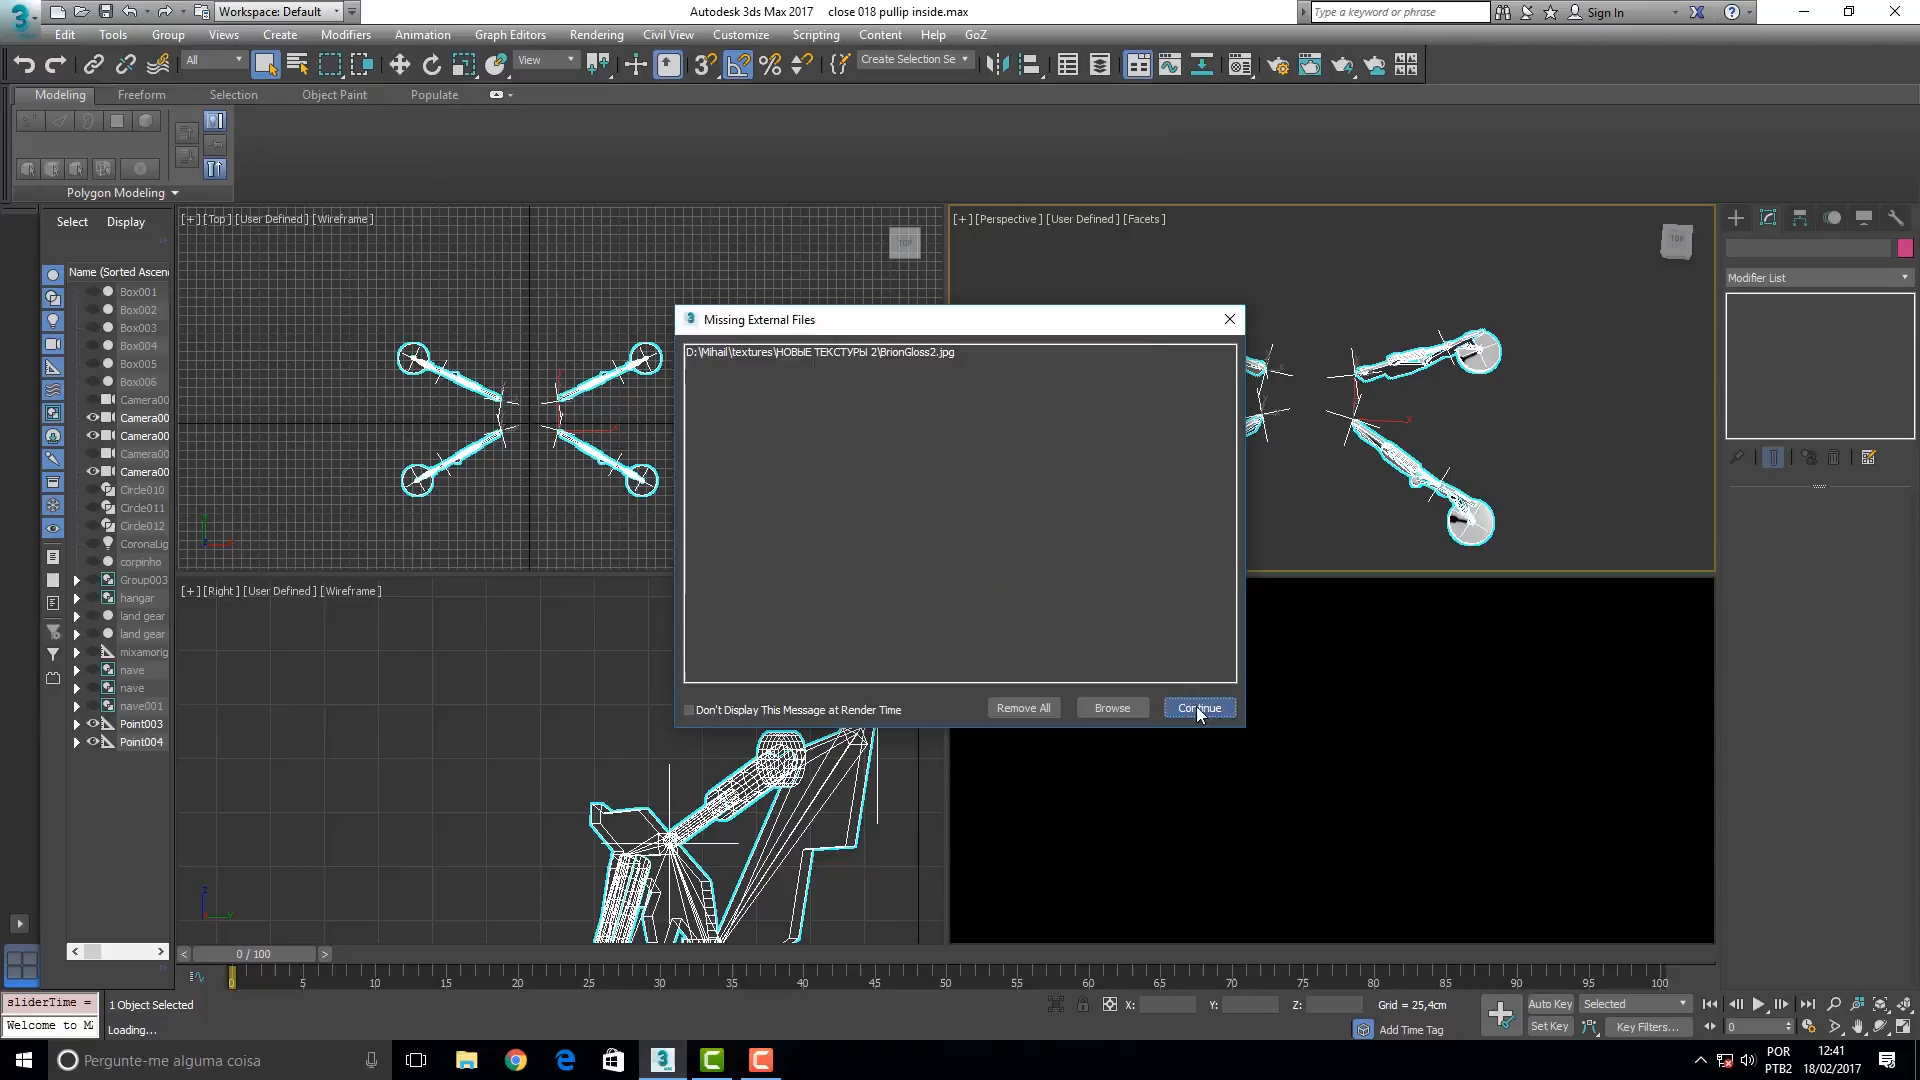 Workspace: Default
Autodesk 3ds Max 2017    close 018 pullip inside.max
Type a keyword or phrase
Sign In
Edit Tools Group Views Create Modifiers Animation Graph Editors Rendering Civil View Customize Scripting Content Help GoZ
All
View
Create Selection Se
Modeling Freeform Selection Object Paint Populate
Polygon Modeling
Select Display
[+] [Top] [User Defined] [Wireframe]
TOP
[+] [Perspective] [User Defined] [Facets]
TOP
Name (Sorted Ascen
Box001
Box002
Box003
Box004
Box005
Box006
Camera00
Camera00
Camera00
Camera00
Camera00
Circle010
Circle011
Circle012
CoronaLig
corpinho
Group003
hangar
land gear
land gear
mixamorig
nave
nave
nave001
Point003
Point004
Missing External Files
D:\Mihail\textures\НОВЫЕ ТЕКСТУРЫ 2\BrionGloss2.jpg
Don't Display This Message at Render Time
Remove All
Browse
Continue
Modifier List
[+] [Right] [User Defined] [Wireframe]
0 / 100
0 5 10 15 20 25 30 35 40 45 50 55 60 65 70 75 80 85 90 95 100
sliderTime =
Welcome to M
1 Object Selected
Loading...
X:
Y:
Z:
Grid = 25,4cm
Add Time Tag
Auto Key
Selected
Set Key
Key Filters...
0
Pergunte-me alguma coisa
POR
PTB2
12:41
18/02/2017